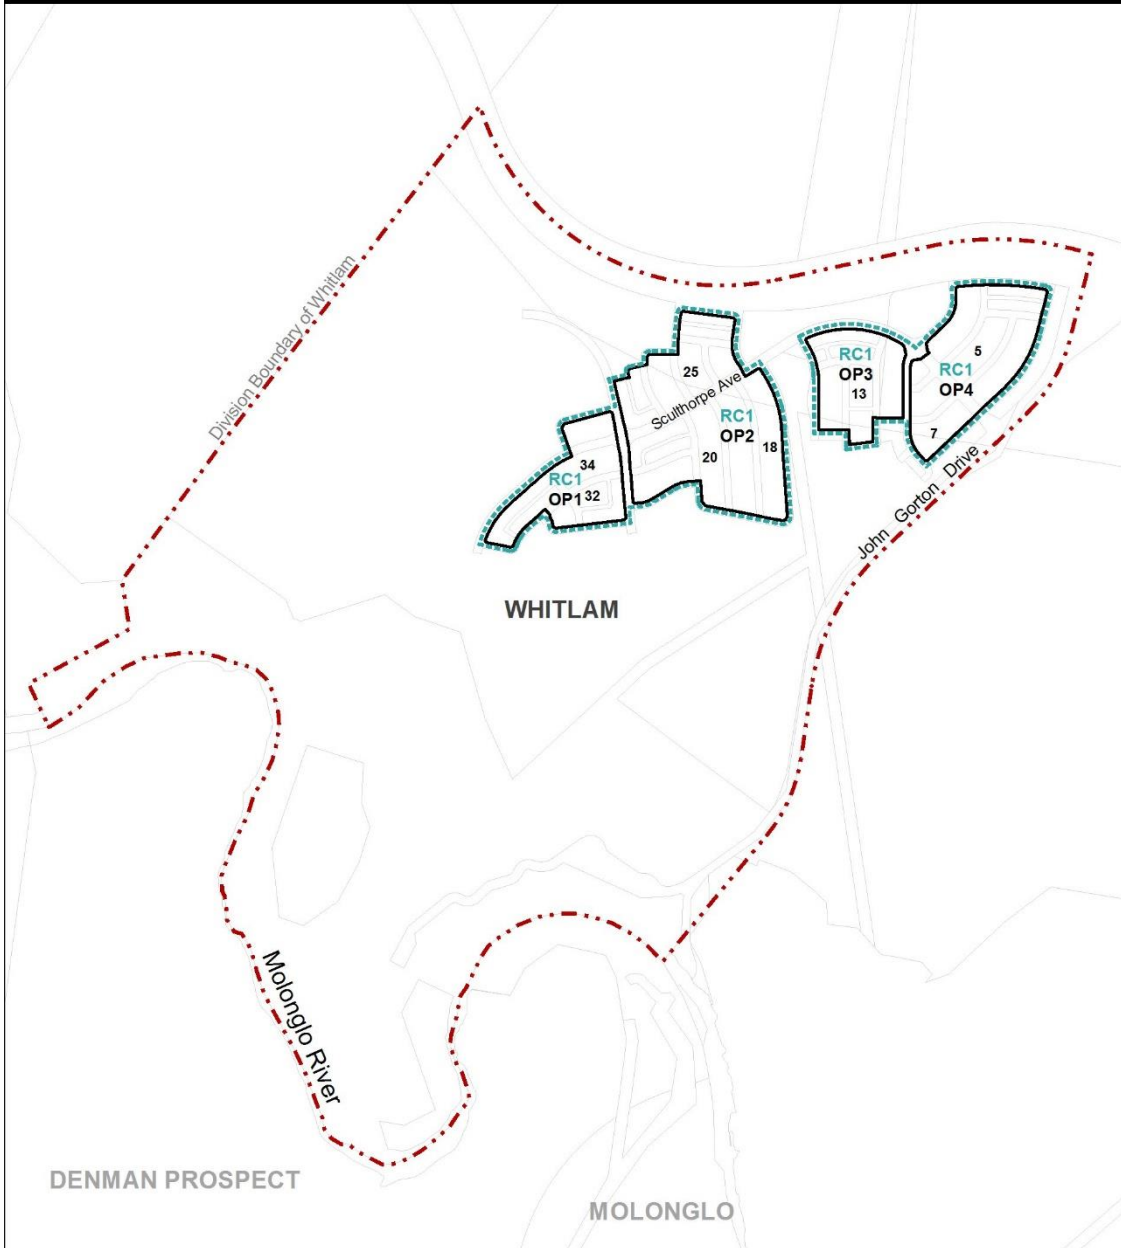 Division Boundary of Whitlam
25
Sculthorpe Ave
RC1
OP2
18
20
34
RC1
OP1
32
RC1
OP3
13
5
RC1
OP4
7
John Gorton Drive
WHITLAM
Molonglo River
DENMAN PROSPECT
MOLONGLO